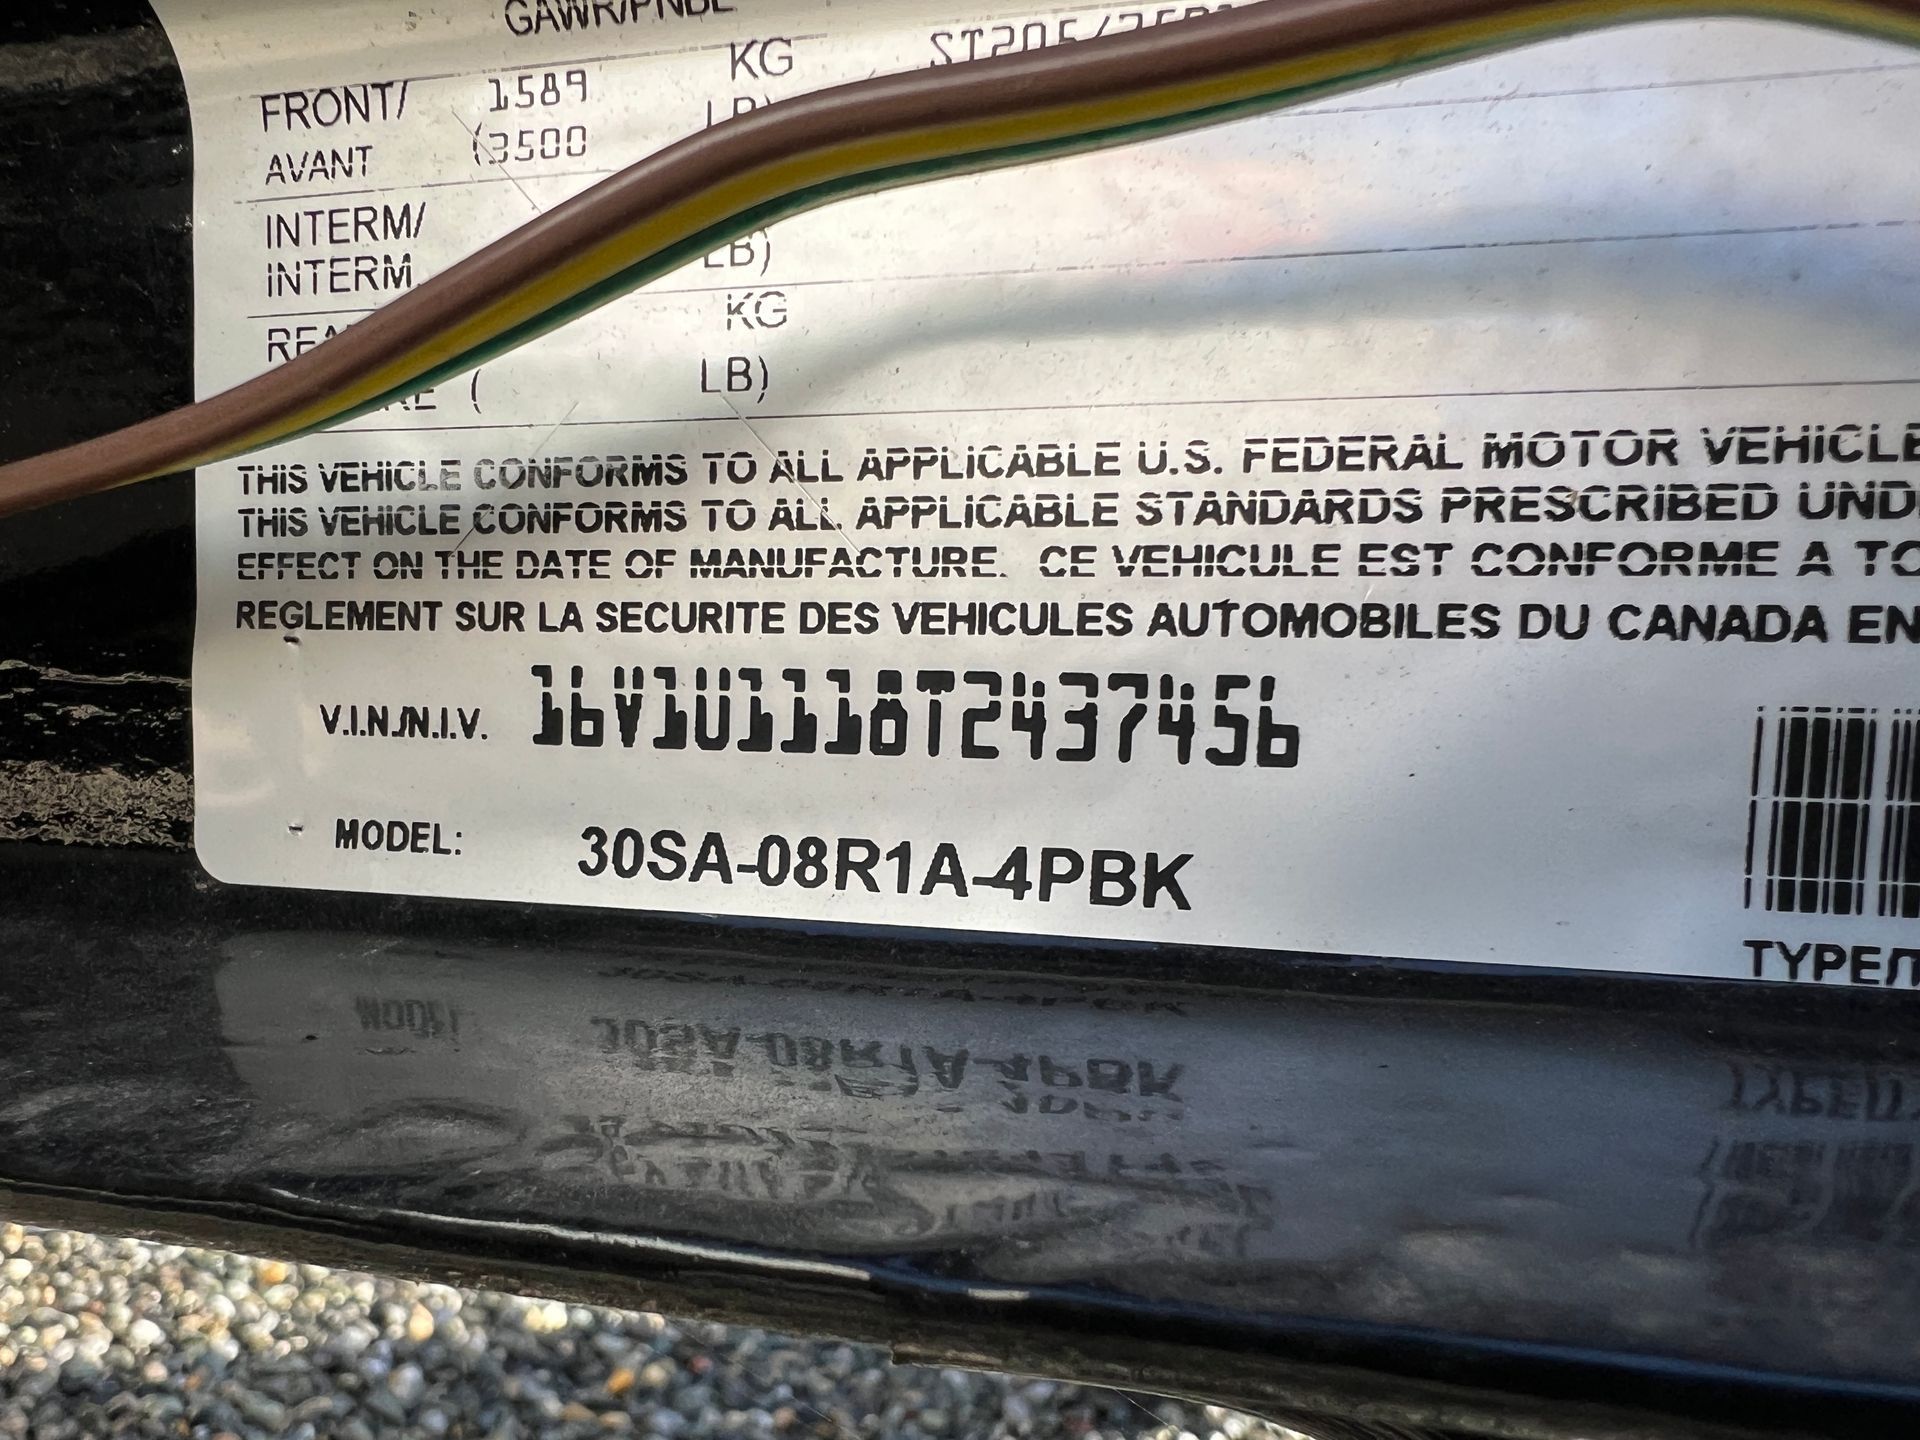 GAWR/PNBE
FRONT/ 1589 KG
AVANT (3500 LB)
INTERM/
INTERM LB)
KG
( LB)
THIS VEHICLE CONFORMS TO ALL APPLICABLE U.S. FEDERAL MOTOR VEHICLE
THIS VEHICLE CONFORMS TO ALL APPLICABLE STANDARDS PRESCRIBED UND
EFFECT ON THE DATE OF MANUFACTURE. CE VEHICULE EST CONFORME A TO
REGLEMENT SUR LA SECURITE DES VEHICULES AUTOMOBILES DU CANADA EN
V.I.N./N.I.V. 16V1U1118T2437456
MODEL: 30SA-08R1A-4PBK
TYPE/T